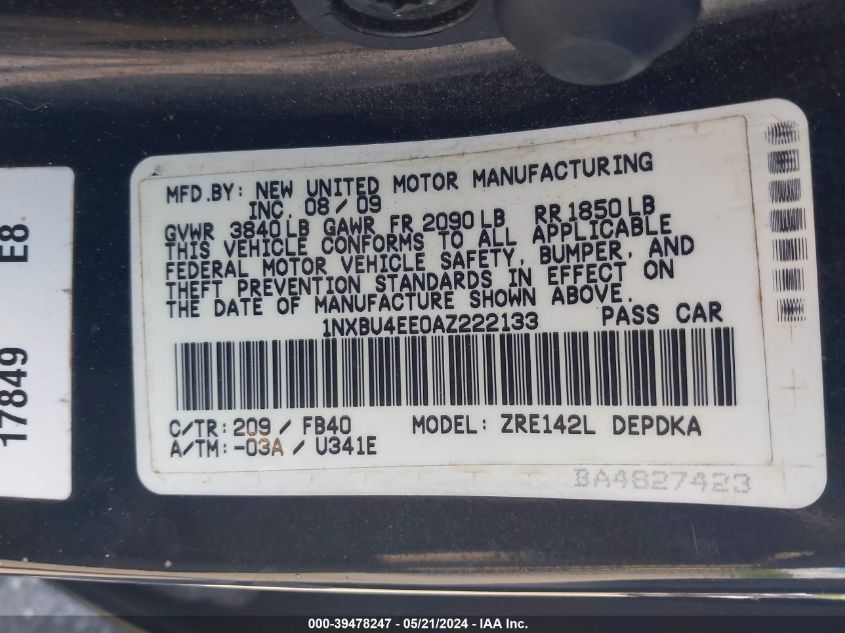 MFD.BY: NEW UNITED MOTOR MANUFACTURING
INC. 08/09
GVWR 3840LB GAWR FR 2090LB RR 1850LB
THIS VEHICLE CONFORMS TO ALL APPLICABLE
FEDERAL MOTOR VEHICLE SAFETY, BUMPER, AND
THEFT PREVENTION STANDARDS IN EFFECT ON
THE DATE OF MANUFACTURE SHOWN ABOVE.
1NXBU4EE0AZ222133 PASS CAR
C/TR: 209 / FB40 MODEL: ZRE142L DEPDKA
A/TM: -03A / U341E
BA4827423
17849 E8
000-39478247 - 05/21/2024 - IAA Inc.